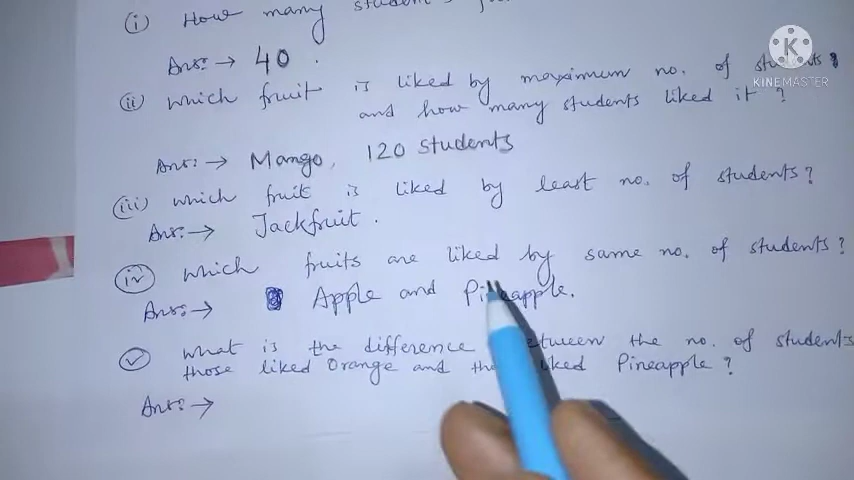 (i) How many student
Ans: → 40.
(ii) which fruit is liked by maximum no. of students
and how many students liked it ?
Ans: → Mango, 120 students
(iii) which fruit is liked by least no. of students?
Ans: → Jackfruit.
(iv) which fruits are liked by same no. of students?
Ans: → Apple and Pineapple.
(v) what is the difference between the no. of students
those liked Orange and liked Pineapple ?
Ans: →
K
KINEMASTER